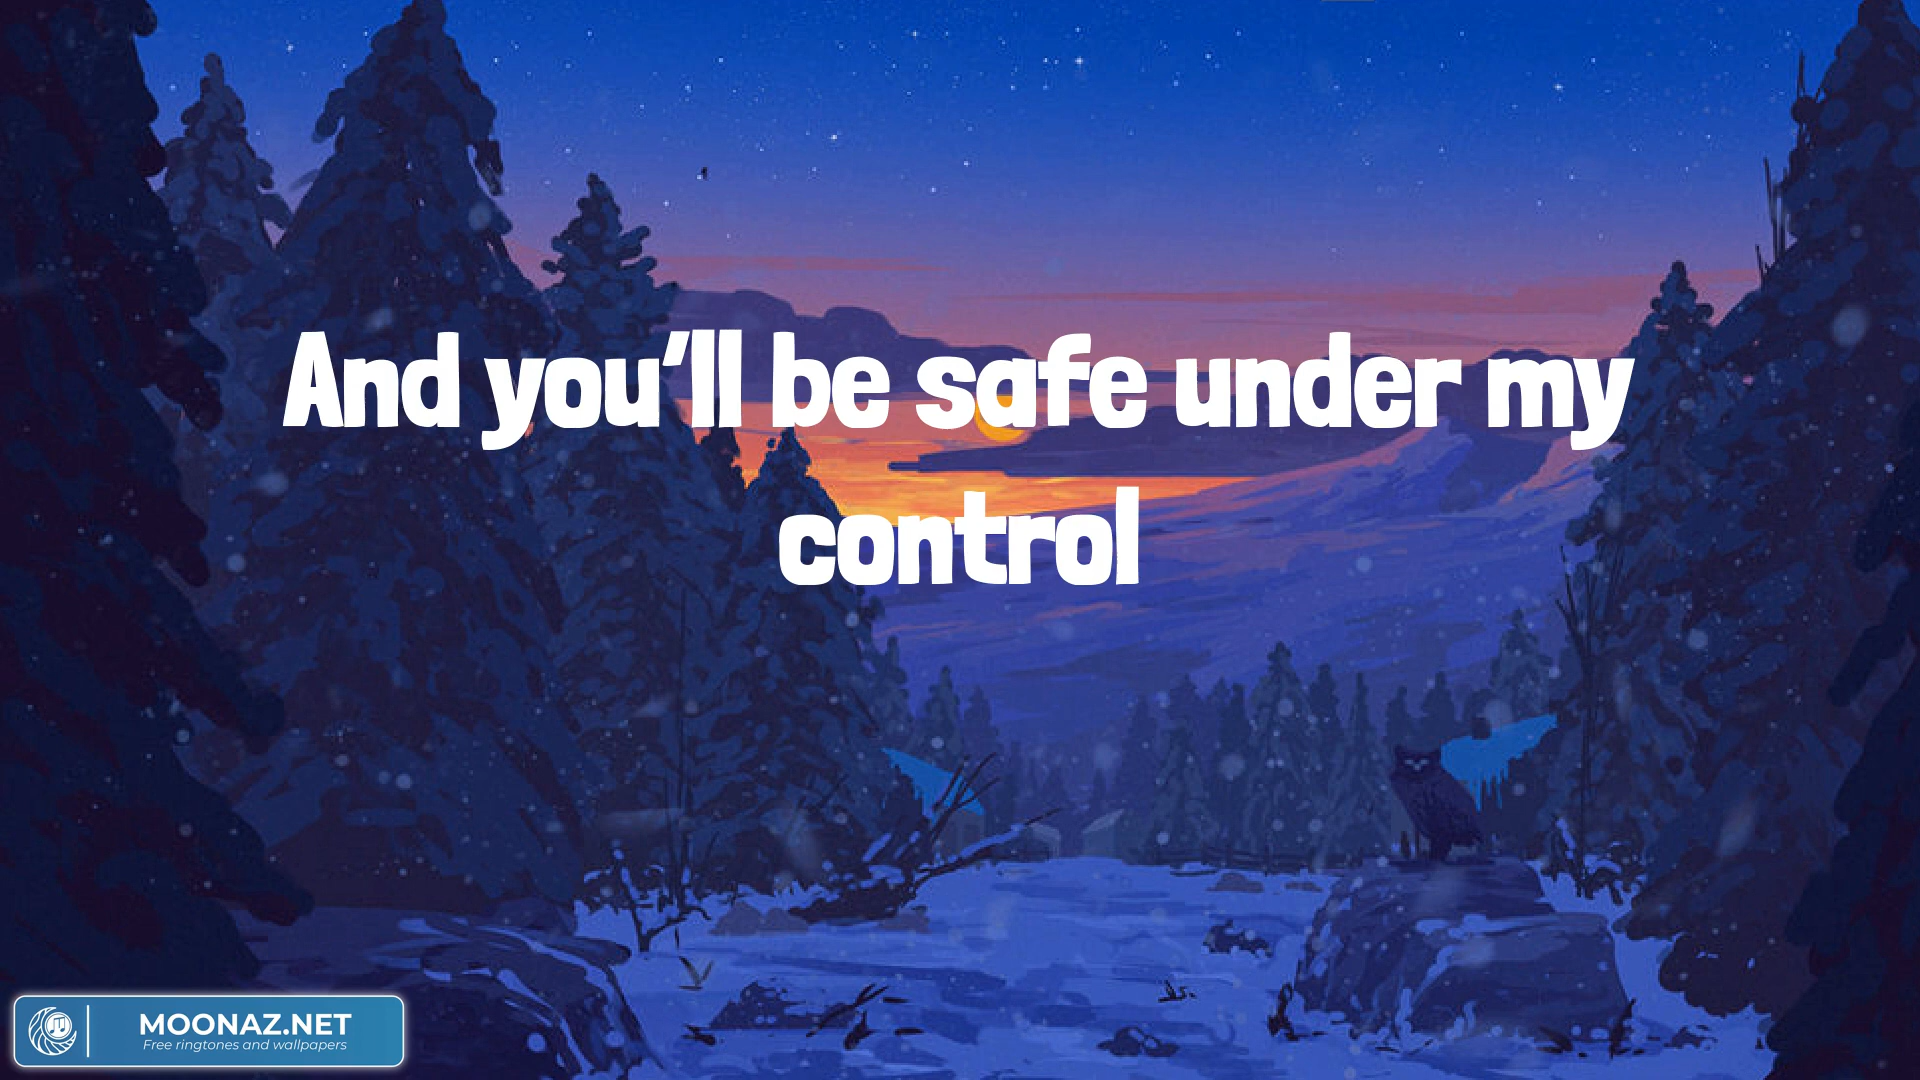 And you'll be safe under my
control
MOONAZ.NET
Free ringtones and wallpapers